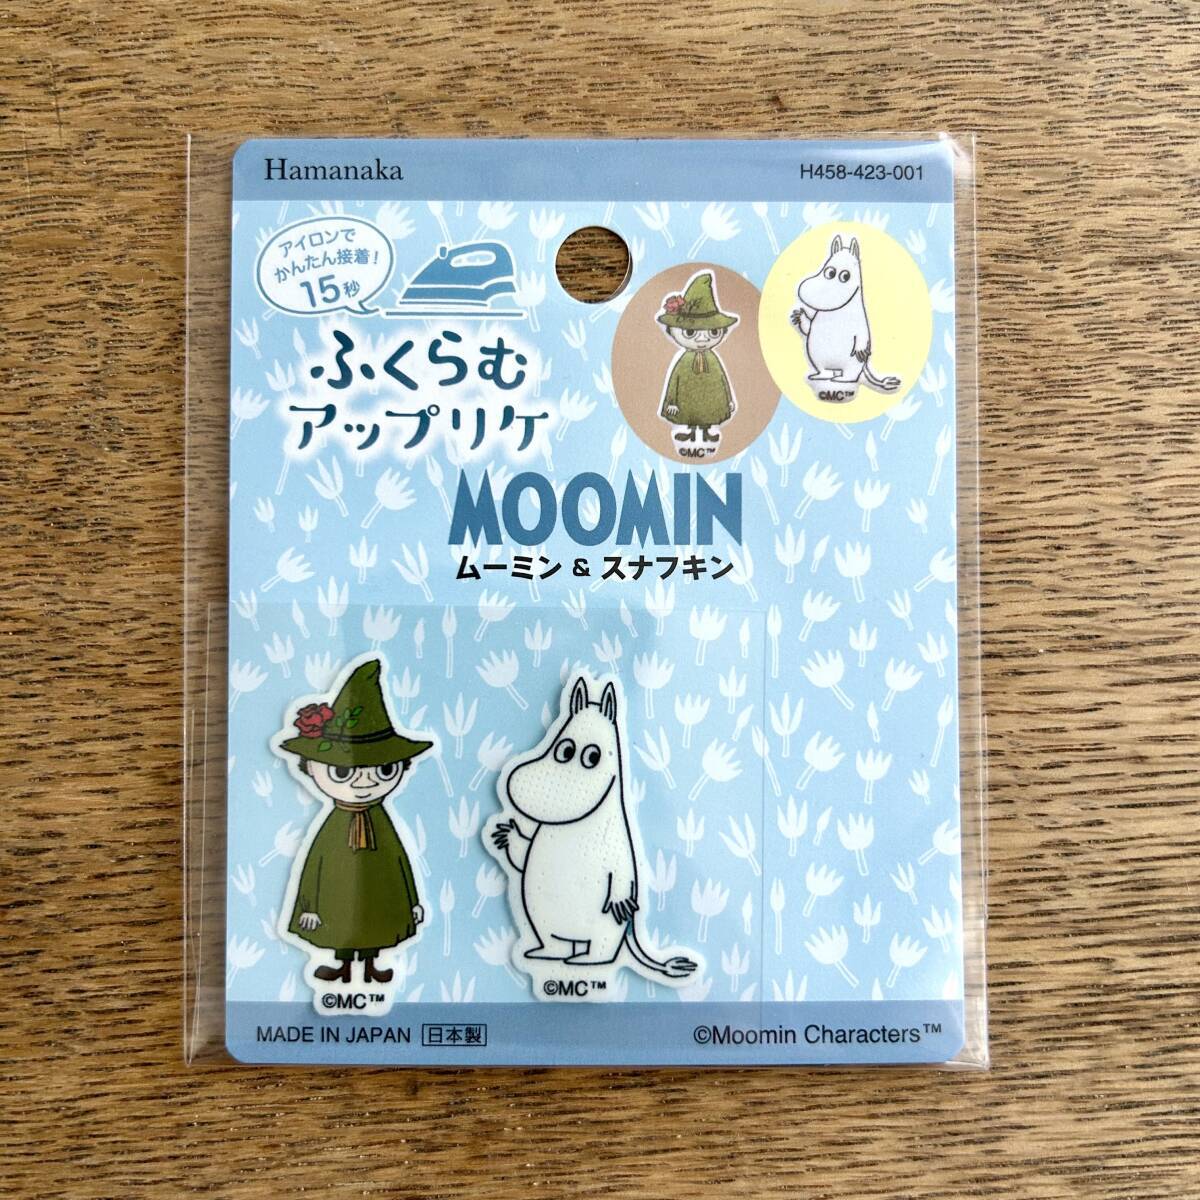 Hamanaka
H458-423-001
アイロンで
かんたん接着!
15秒
ふくらむ
アップリケ
©MC™
©MC™
MOOMIN
ムーミン & スナフキン
©MC™
©MC™
MADE IN JAPAN 日本製
©Moomin Characters™